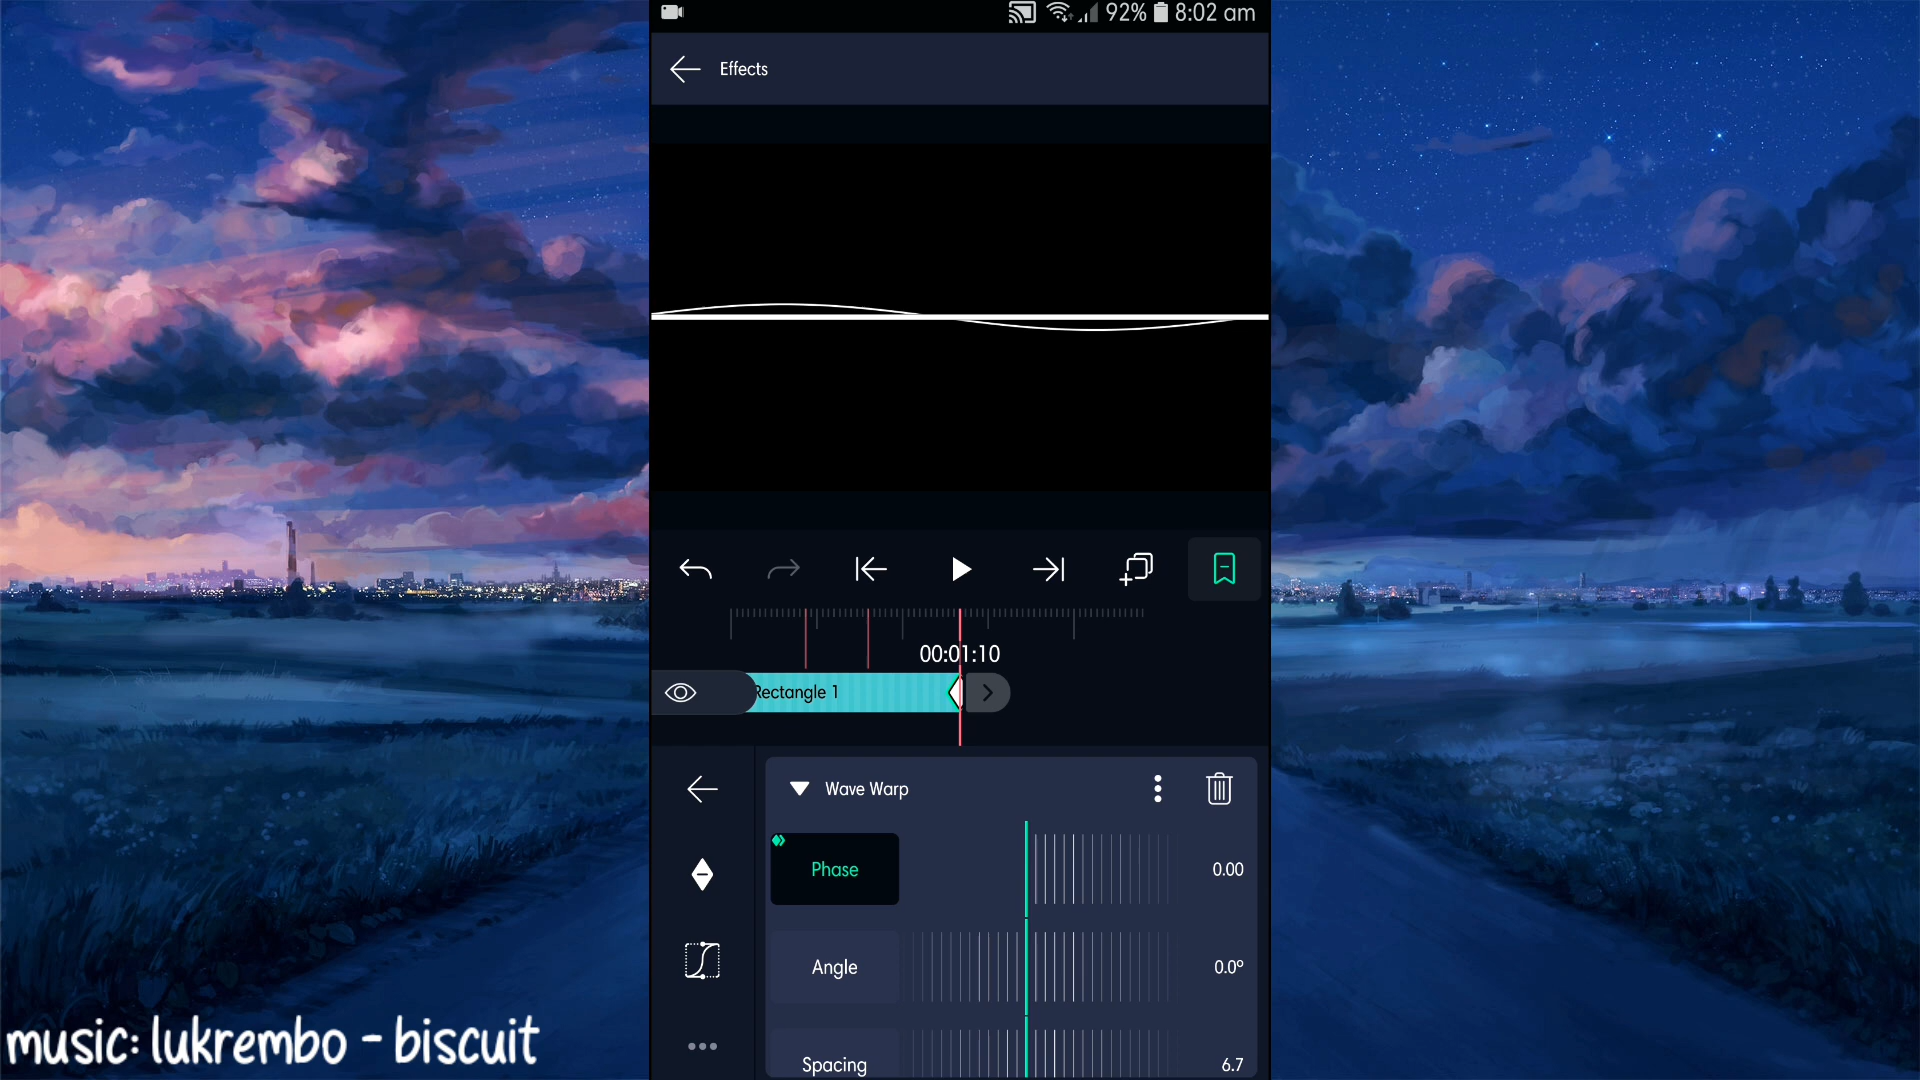 92% 8:02 am
Effects
00:01:10
Rectangle 1
Wave Warp
Phase 0.00
Angle 0.0°
Spacing 6.7
music: lukrembo - biscuit